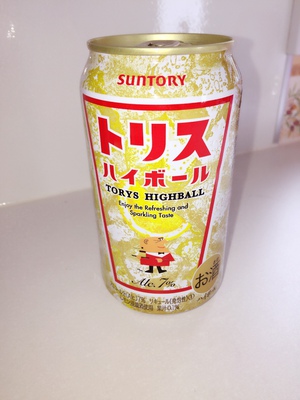 SUNTORY
トリス
ハイボール
TORYS HIGHBALL
Enjoy the Refreshing and
Sparkling Taste
Alc.7%
お酒